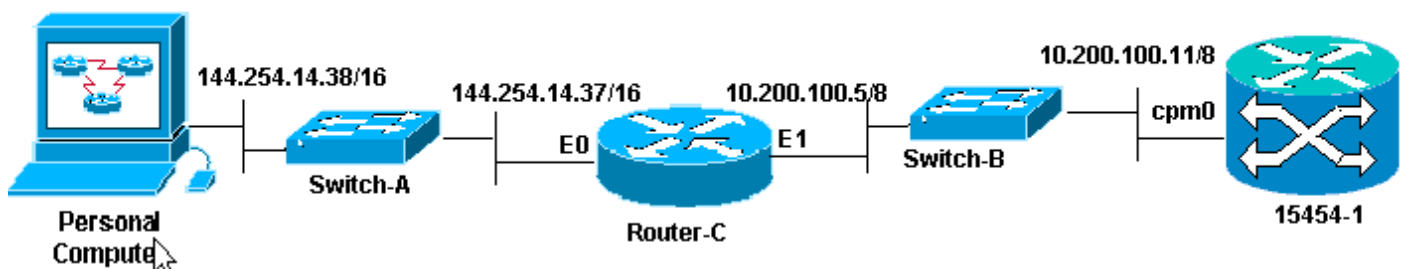 144.254.14.38/16
144.254.14.37/16
10.200.100.5/8
10.200.100.11/8
cpm0
E0
E1
Switch-A
Switch-B
Router-C
15454-1
Personal
Compute